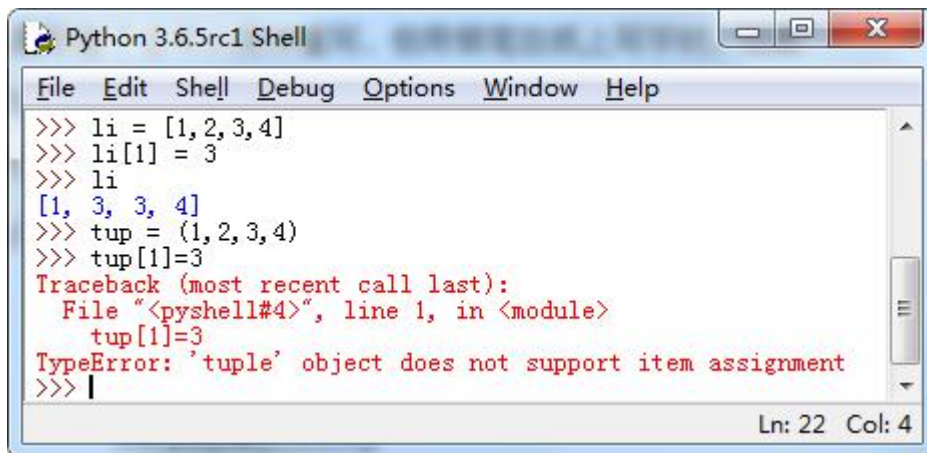 Python 3.6.5rc1 Shell
File Edit Shell Debug Options Window Help
>>> li = [1,2,3,4]
>>> li[1] = 3
>>> li
[1, 3, 3, 4]
>>> tup = (1,2,3,4)
>>> tup[1]=3
Traceback (most recent call last):
  File "<pyshell#4>", line 1, in <module>
    tup[1]=3
TypeError: 'tuple' object does not support item assignment
>>>
Ln: 22 Col: 4